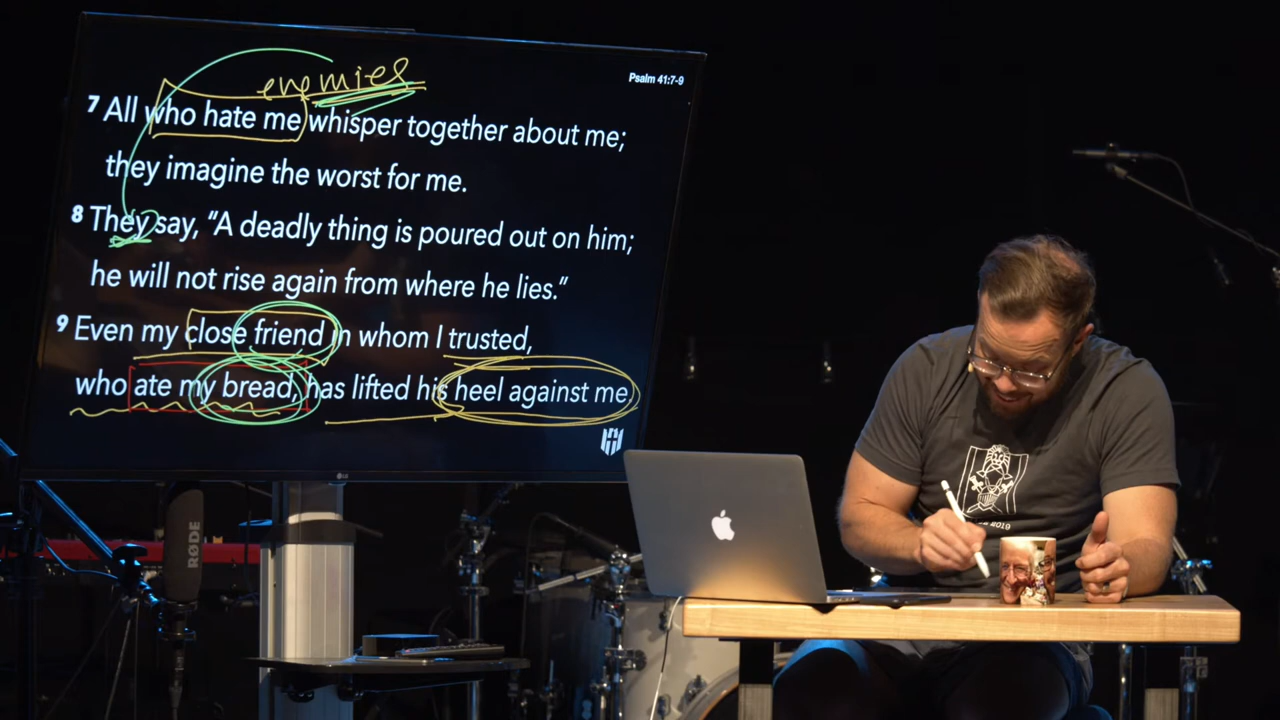 Psalm 41:7-9
enemies
7 All who hate me whisper together about me;
they imagine the worst for me.
8 They say, “A deadly thing is poured out on him;
he will not rise again from where he lies.”
9 Even my close friend in whom I trusted,
who ate my bread, has lifted his heel against me.
LG
RØDE
2019